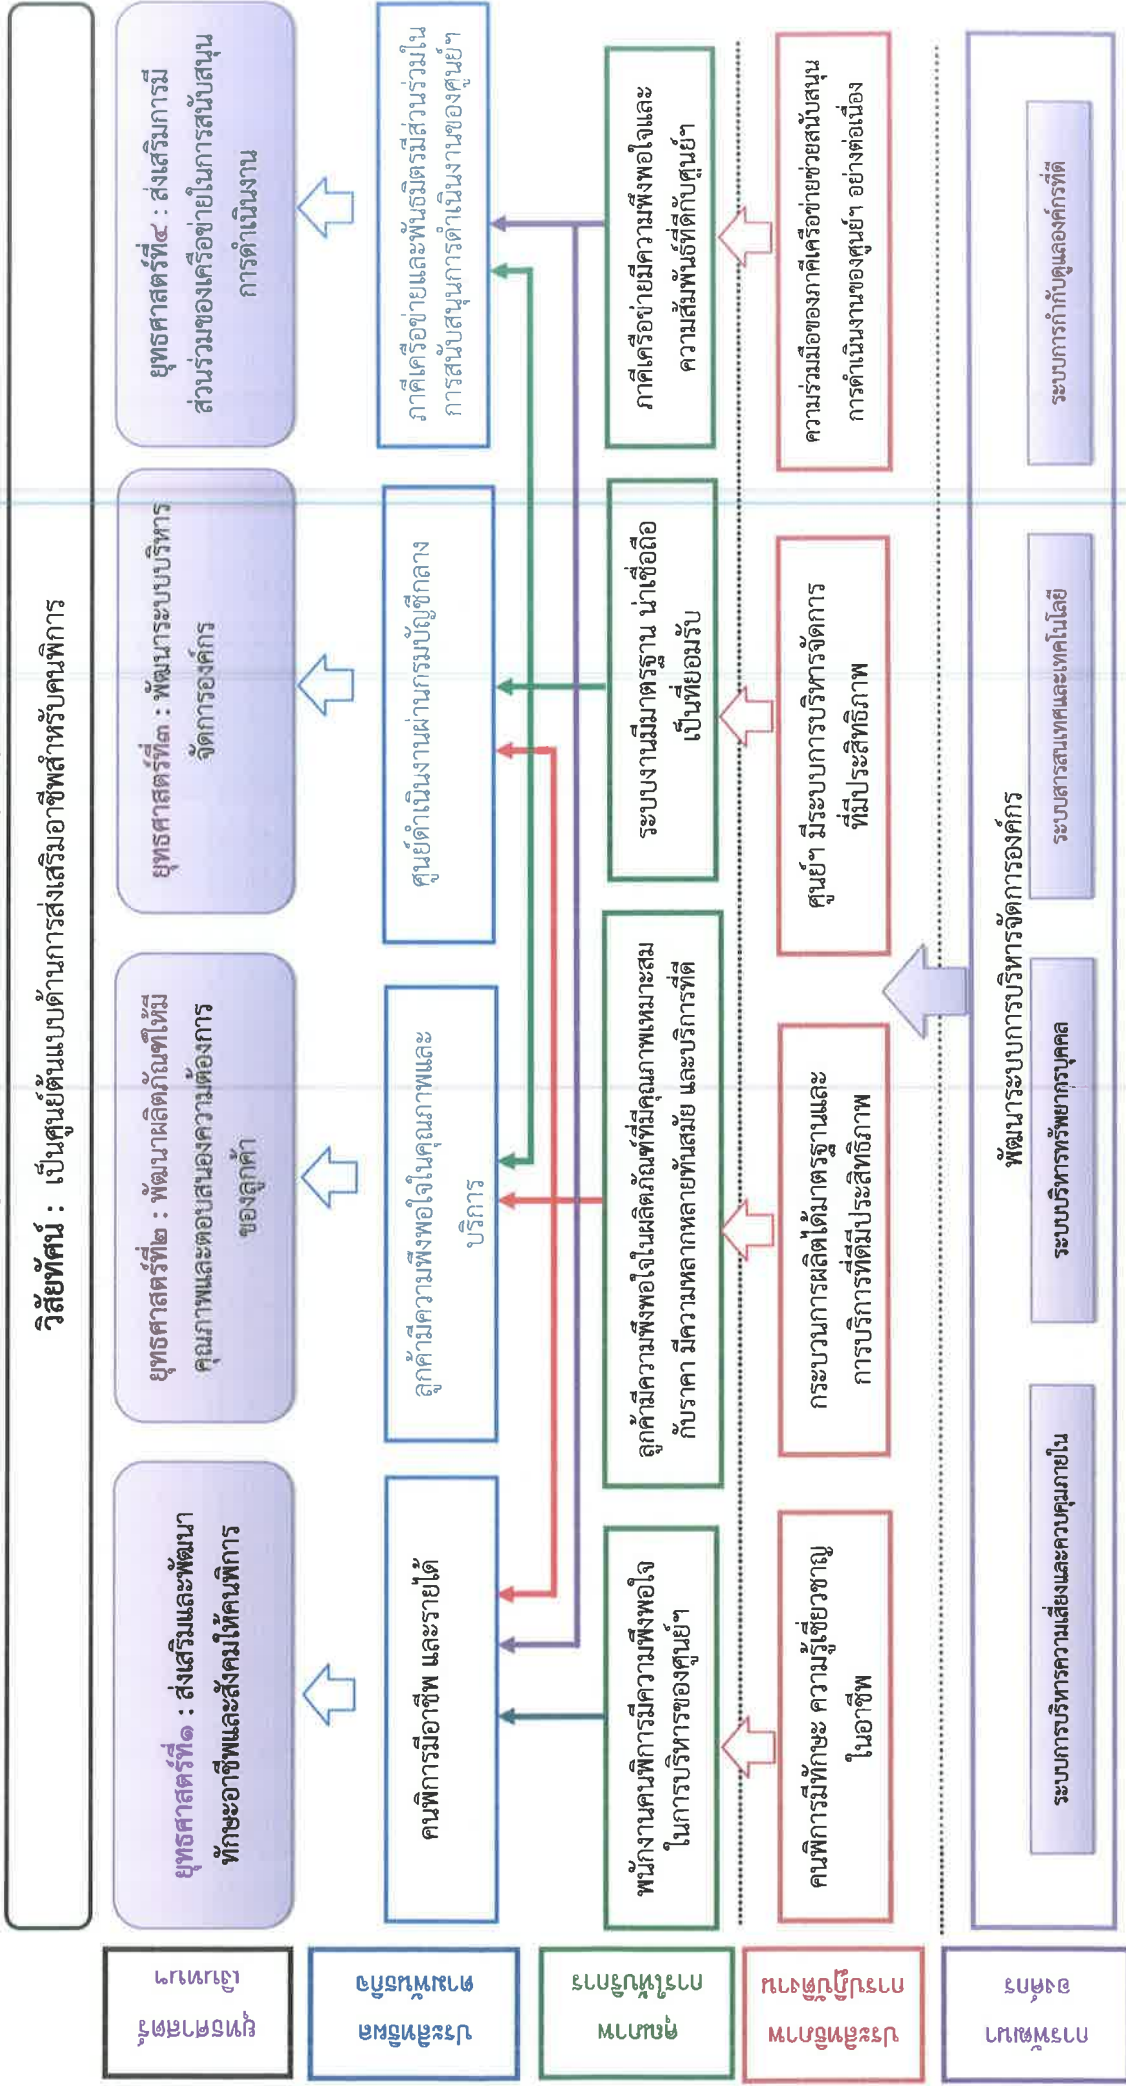 วิสัยทัศน์ : เป็นศูนย์ต้นแบบด้านการส่งเสริมอาชีพสำหรับคนพิการ
ยุทธศาสตร์
เงินทุนฯ
ยุทธศาสตร์ที่๑ : ส่งเสริมและพัฒนา
ทักษะอาชีพและสังคมให้คนพิการ
ยุทธศาสตร์ที่๒ : พัฒนาผลิตภัณฑ์ให้มี
คุณภาพและตอบสนองความต้องการ
ของลูกค้า
ยุทธศาสตร์ที่๓ : พัฒนาระบบบริหาร
จัดการองค์กร
ยุทธศาสตร์ที่๔ : ส่งเสริมการมี
ส่วนร่วมของเครือข่ายในการสนับสนุน
การดำเนินงาน
ประสิทธิผล
ตามพันธกิจ
คนพิการมีอาชีพ และรายได้
ลูกค้ามีความพึงพอใจในคุณภาพและ
บริการ
ศูนย์ดำเนินงานผ่านกรมบัญชีกลาง
ภาคีเครือข่ายและพันธมิตรมีส่วนร่วมใน
การสนับสนุนการดำเนินงานของศูนย์ฯ
คุณภาพ
การให้บริการ
พนักงานคนพิการมีความพึงพอใจ
ในการบริหารของศูนย์ฯ
ลูกค้ามีความพึงพอใจในผลิตภัณฑ์ที่มีคุณภาพเหมาะสม
กับราคา มีความหลากหลายทันสมัย และบริการที่ดี
ระบบงานมีมาตรฐาน น่าเชื่อถือ
เป็นที่ยอมรับ
ภาคีเครือข่ายมีความพึงพอใจและ
ความสัมพันธ์ที่ดีกับศูนย์ฯ
ประสิทธิภาพ
การปฏิบัติงาน
คนพิการมีทักษะ ความรู้เชี่ยวชาญ
ในอาชีพ
กระบวนการผลิตได้มาตรฐานและ
การบริการที่ดีมีประสิทธิภาพ
ศูนย์ฯ มีระบบการบริหารจัดการ
ที่มีประสิทธิภาพ
ความร่วมมือของภาคีเครือข่ายช่วยสนับสนุน
การดำเนินงานของศูนย์ฯ อย่างต่อเนื่อง
การพัฒนา
องค์กร
พัฒนาระบบการบริหารจัดการองค์กร
ระบบการบริหารความเสี่ยงและควบคุมภายใน
ระบบบริหารทรัพยากรบุคคล
ระบบสารสนเทศและเทคโนโลยี
ระบบการกำกับดูแลองค์กรที่ดี